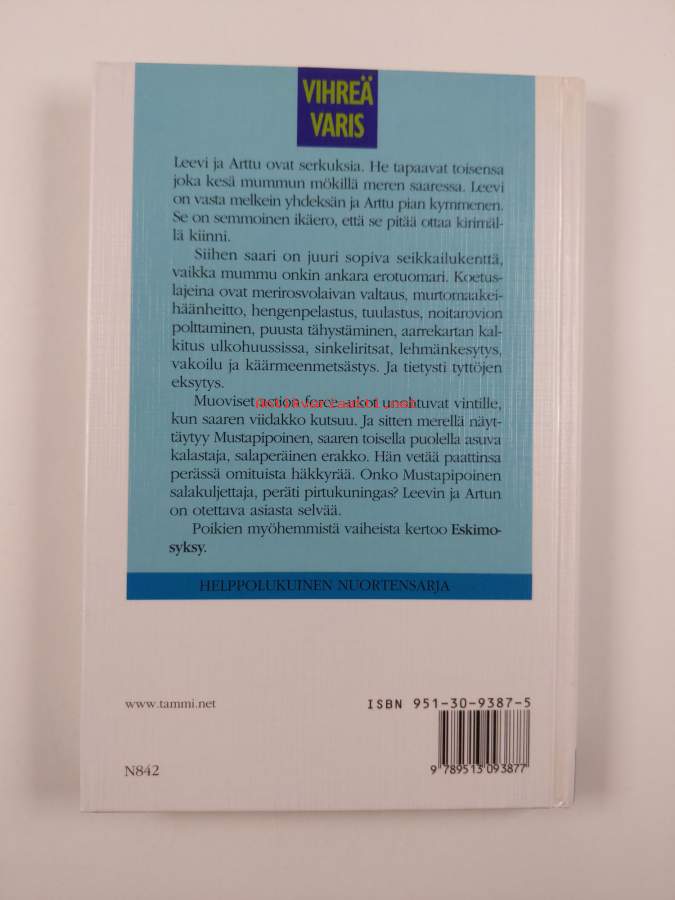 VIHREÄ
VARIS
Leevi ja Arttu ovat serkuksia. He tapaavat toisensa
joka kesä mummun mökillä meren saaressa. Leevi
on vasta melkein yhdeksän ja Arttu pian kymmenen.
Se on semmoinen ikäero, että se pitää ottaa kirimäl-
lä kiinni.
Siihen saari on juuri sopiva seikkailukenttä,
vaikka mummu onkin ankara erotuomari. Koetus-
lajeina ovat merirosvolaivan valtaus, murtomaakei-
häänheitto, hengenpelastus, tuulastus, noitarovion
polttaminen, puusta tähystäminen, aarrekartan kal-
kitus ulkohuussissa, sinkeliritsat, lehmänkesytys,
vakoilu ja käärmeenmetsästys. Ja tietysti tyttöjen
eksytys.
Muoviset action force-ukot unohtuvat vintille,
kun saaren viidakko kutsuu. Ja sitten merellä näyt-
täytyy Mustapipoinen, saaren toisella puolella asuva
kalastaja, salaperäinen erakko. Hän vetää paattinsa
perässä omituista häkkyrää. Onko Mustapipoinen
salakuljettaja, peräti pirtukuningas? Leevin ja Artun
on otettava asiasta selvää.
Poikien myöhemmistä vaiheista kertoo Eskimo-
syksy.
HELPPOLUKUINEN NUORTENSARJA
www.tammi.net
ISBN 951-30-9387-5
9 789513 093877
N842